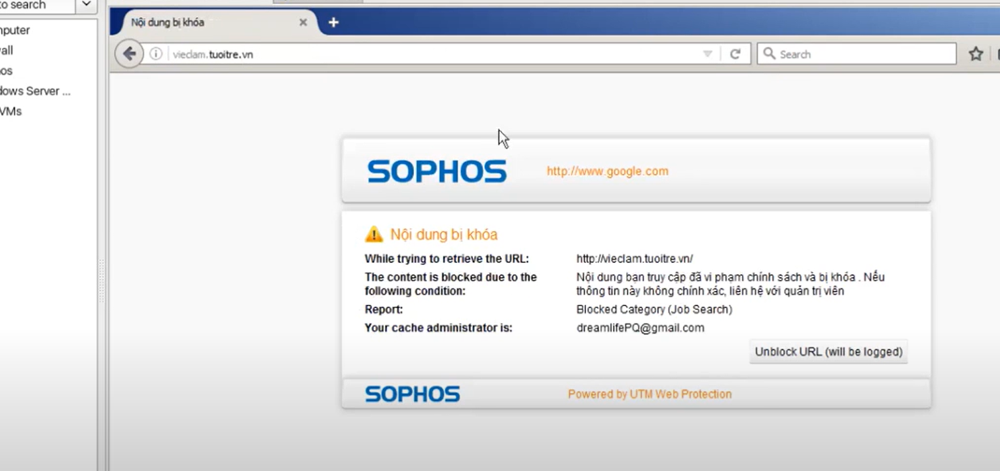 to search
Nội dung bị khóa
vieclam.tuoitre.vn
Search
dows Server ...
VMs
SOPHOS http://www.google.com
Nội dung bị khóa
While trying to retrieve the URL: http://vieclam.tuoitre.vn/
The content is blocked due to the Nội dung bạn truy cập đã vi phạm chính sách và bị khóa . Nếu
following condition: thông tin này không chính xác, liên hệ với quản trị viên
Report: Blocked Category (Job Search)
Your cache administrator is: dreamlifePQ@gmail.com
Unblock URL (will be logged)
SOPHOS Powered by UTM Web Protection